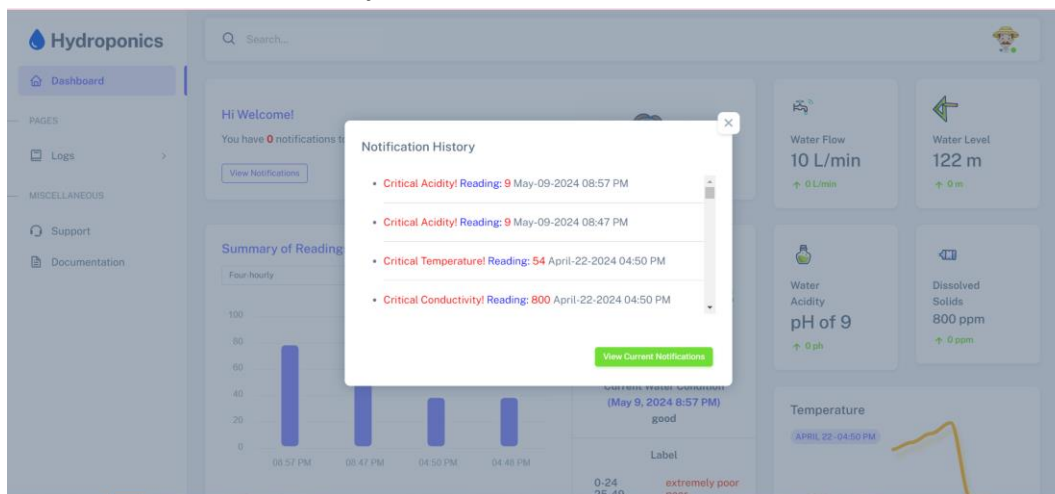 Hydroponics
Search...
Dashboard
PAGES
Logs
MISCELLANEOUS
Support
Documentation
Hi Welcome!
You have 0 notifications
View Notifications
Notification History
Critical Acidity! Reading: 9 May-09-2024 08:57 PM
Critical Acidity! Reading: 9 May-09-2024 08:47 PM
Critical Temperature! Reading: 54 April-22-2024 04:50 PM
Critical Conductivity! Reading: 800 April-22-2024 04:50 PM
View Current Notifications
Water Flow
10 L/min
0 L/min
Water Level
122 m
0 m
Water
Acidity
pH of 9
0 ph
Dissolved
Solids
800 ppm
0 ppm
Summary of Reading
Four-hourly
100
80
60
40
20
0
08:57 PM
08:47 PM
04:50 PM
04:48 PM
Current Water Condition
(May 9, 2024 8:57 PM)
good
Label
0-24 extremely poor
Temperature
APRIL 22 - 04:50 PM